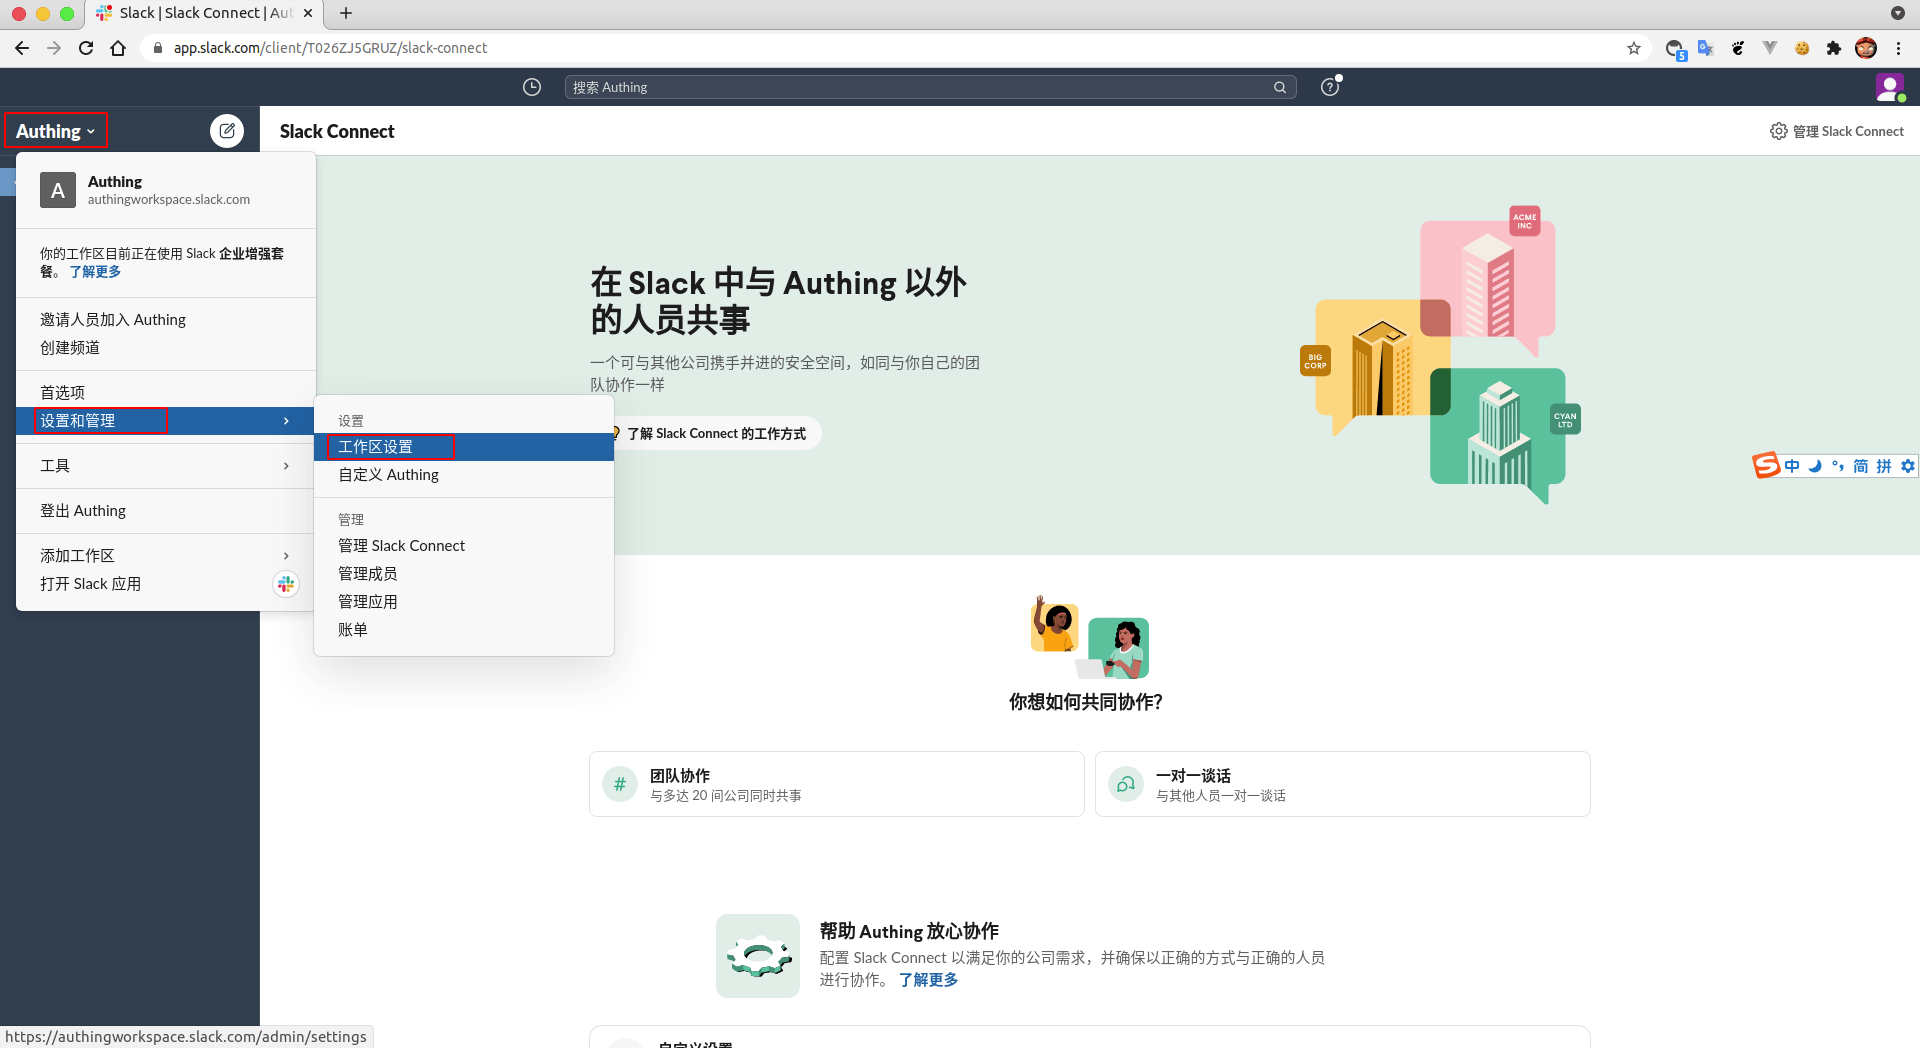 Slack | Slack Connect | Aut
app.slack.com/client/T026ZJ5GRUZ/slack-connect
5
搜索 Authing
Authing
Slack Connect
管理 Slack Connect
A
Authing
authingworkspace.slack.com
你的工作区目前正在使用 Slack 企业增强套
餐。 了解更多
邀请人员加入 Authing
创建频道
首选项
设置和管理
工具
登出 Authing
添加工作区
打开 Slack 应用
设置
工作区设置
自定义 Authing
管理
管理 Slack Connect
管理成员
管理应用
账单
在 Slack 中与 Authing 以外
的人员共事
一个可与其他公司携手并进的安全空间，如同与你自己的团
队协作一样
了解 Slack Connect 的工作方式
ACME
INC
BIG
CORP
CYAN
LTD
中 简 拼
你想如何共同协作？
团队协作
与多达 20 间公司同时共事
一对一谈话
与其他人员一对一谈话
帮助 Authing 放心协作
配置 Slack Connect 以满足你的公司需求，并确保以正确的方式与正确的人员
进行协作。 了解更多
自定义设置
https://authingworkspace.slack.com/admin/settings